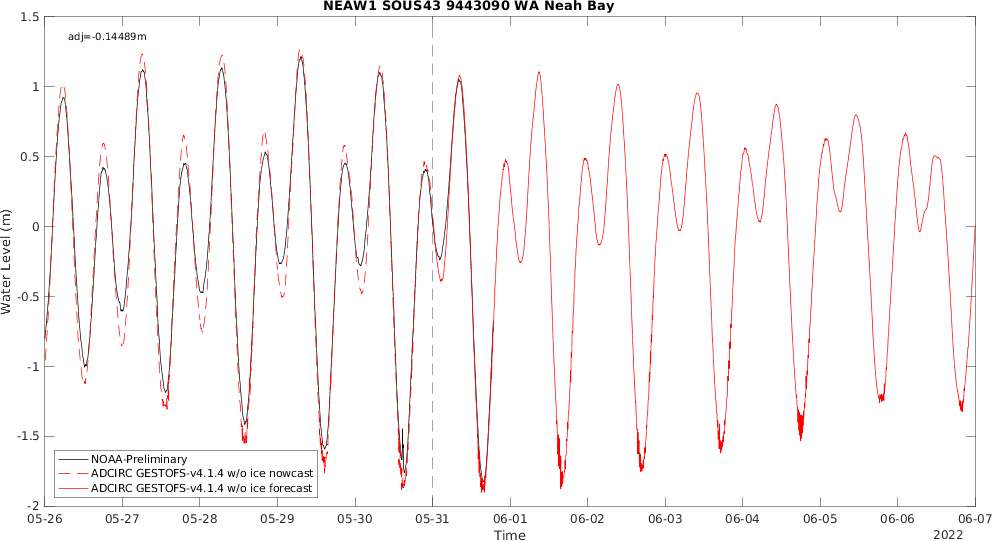 NEAW1 SOUS43 9443090 WA Neah Bay
adj=-0.14489m
1.5
1
0.5
0
-0.5
-1
-1.5
-2
Water Level (m)
NOAA-Preliminary
ADCIRC GESTOFS-v4.1.4 w/o ice nowcast
ADCIRC GESTOFS-v4.1.4 w/o ice forecast
05-26 05-27 05-28 05-29 05-30 05-31 06-01 06-02 06-03 06-04 06-05 06-06 06-07
Time
2022